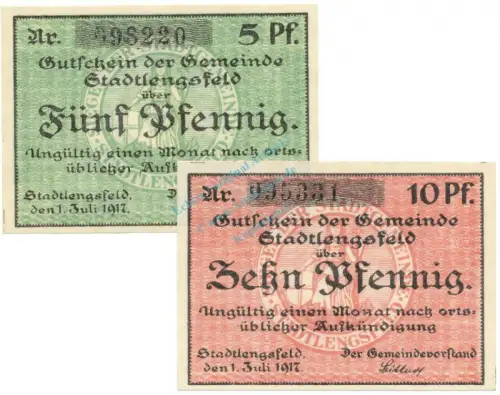 Nr. 998220 5 Pf.
Gutschein der Gemeinde
Stadtlengsfeld
über
Fünf Pfennig.
Ungültig einen Monat nach orts-
üblicher Aufkündigung
Stadtlengsfeld, D
den 1. Juli 1917.
Nr. 995331 10 Pf.
Gutschein der Gemeinde
Stadtlengsfeld
über
Zehn Pfennig.
Ungültig einen Monat nach orts-
üblicher Aufkündigung
Stadtlengsfeld, Der Gemeindevorstand
den 1. Juli 1917.